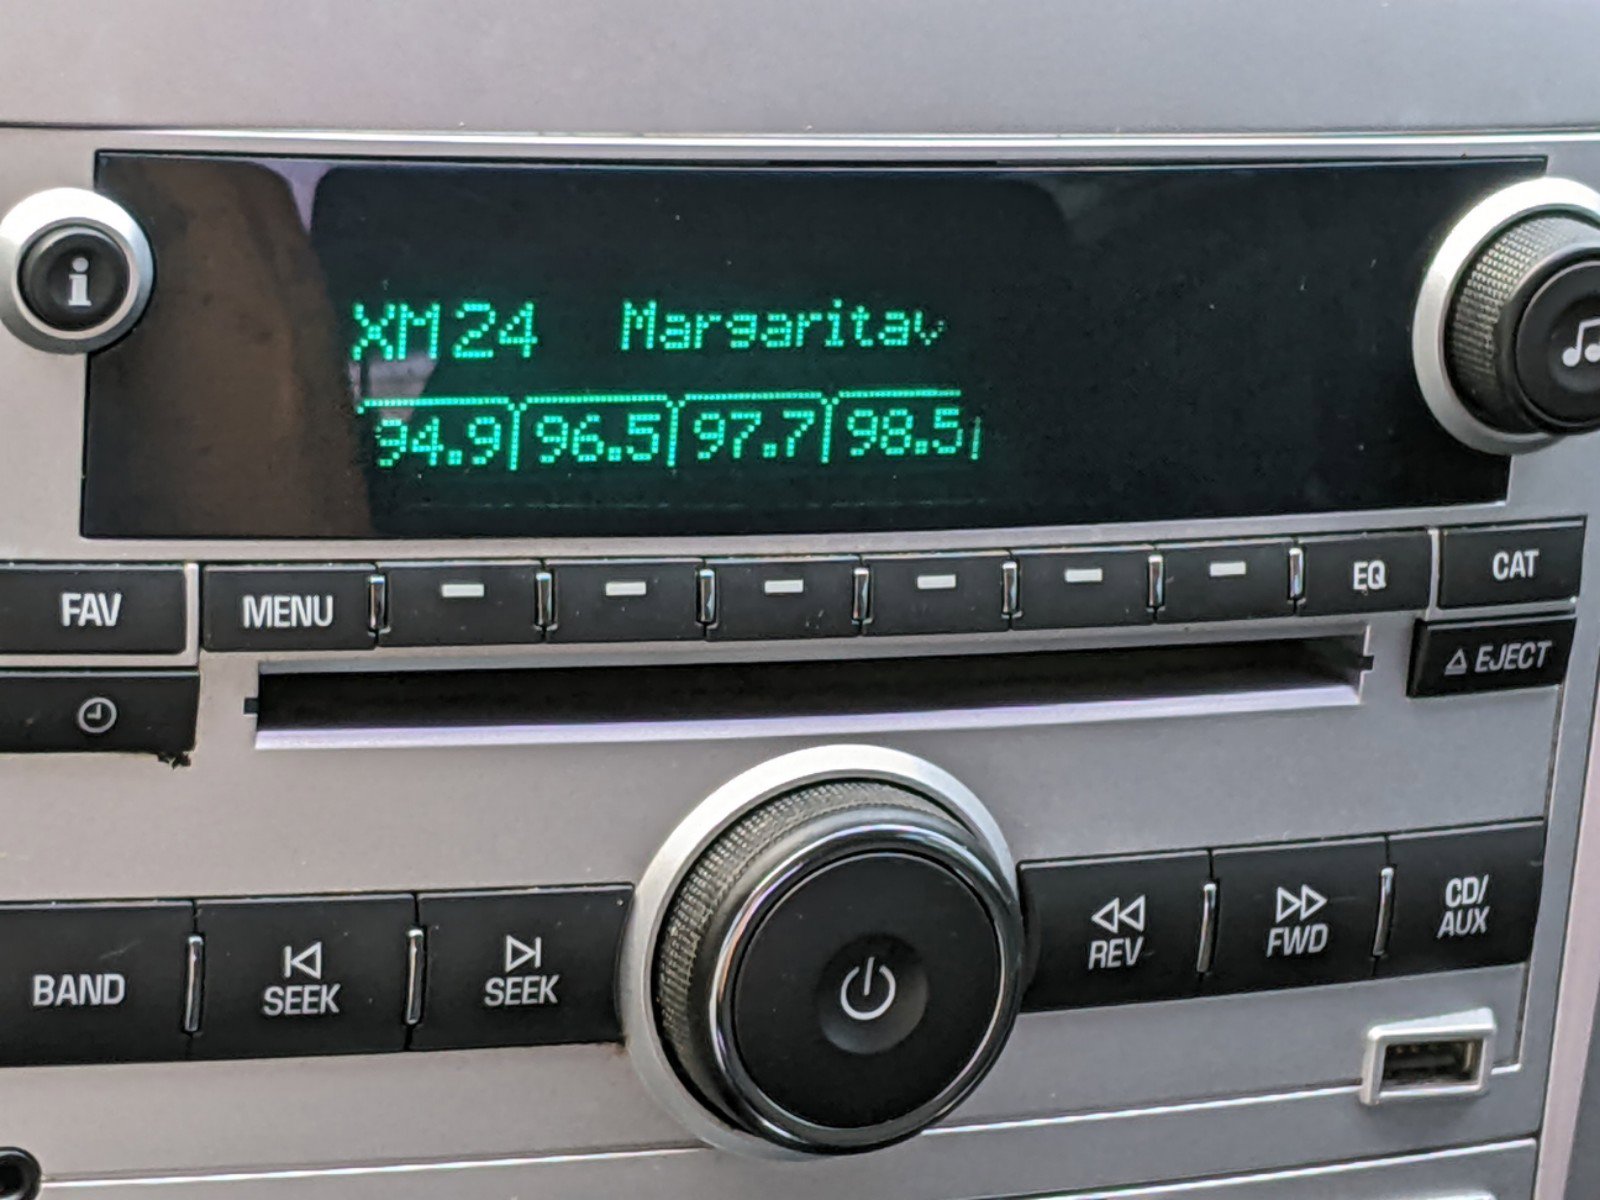 i
XM24 Margaritav
94.9 96.5 97.7 98.5
FAV MENU EQ CAT
EJECT
BAND SEEK SEEK REV FWD CD/
AUX